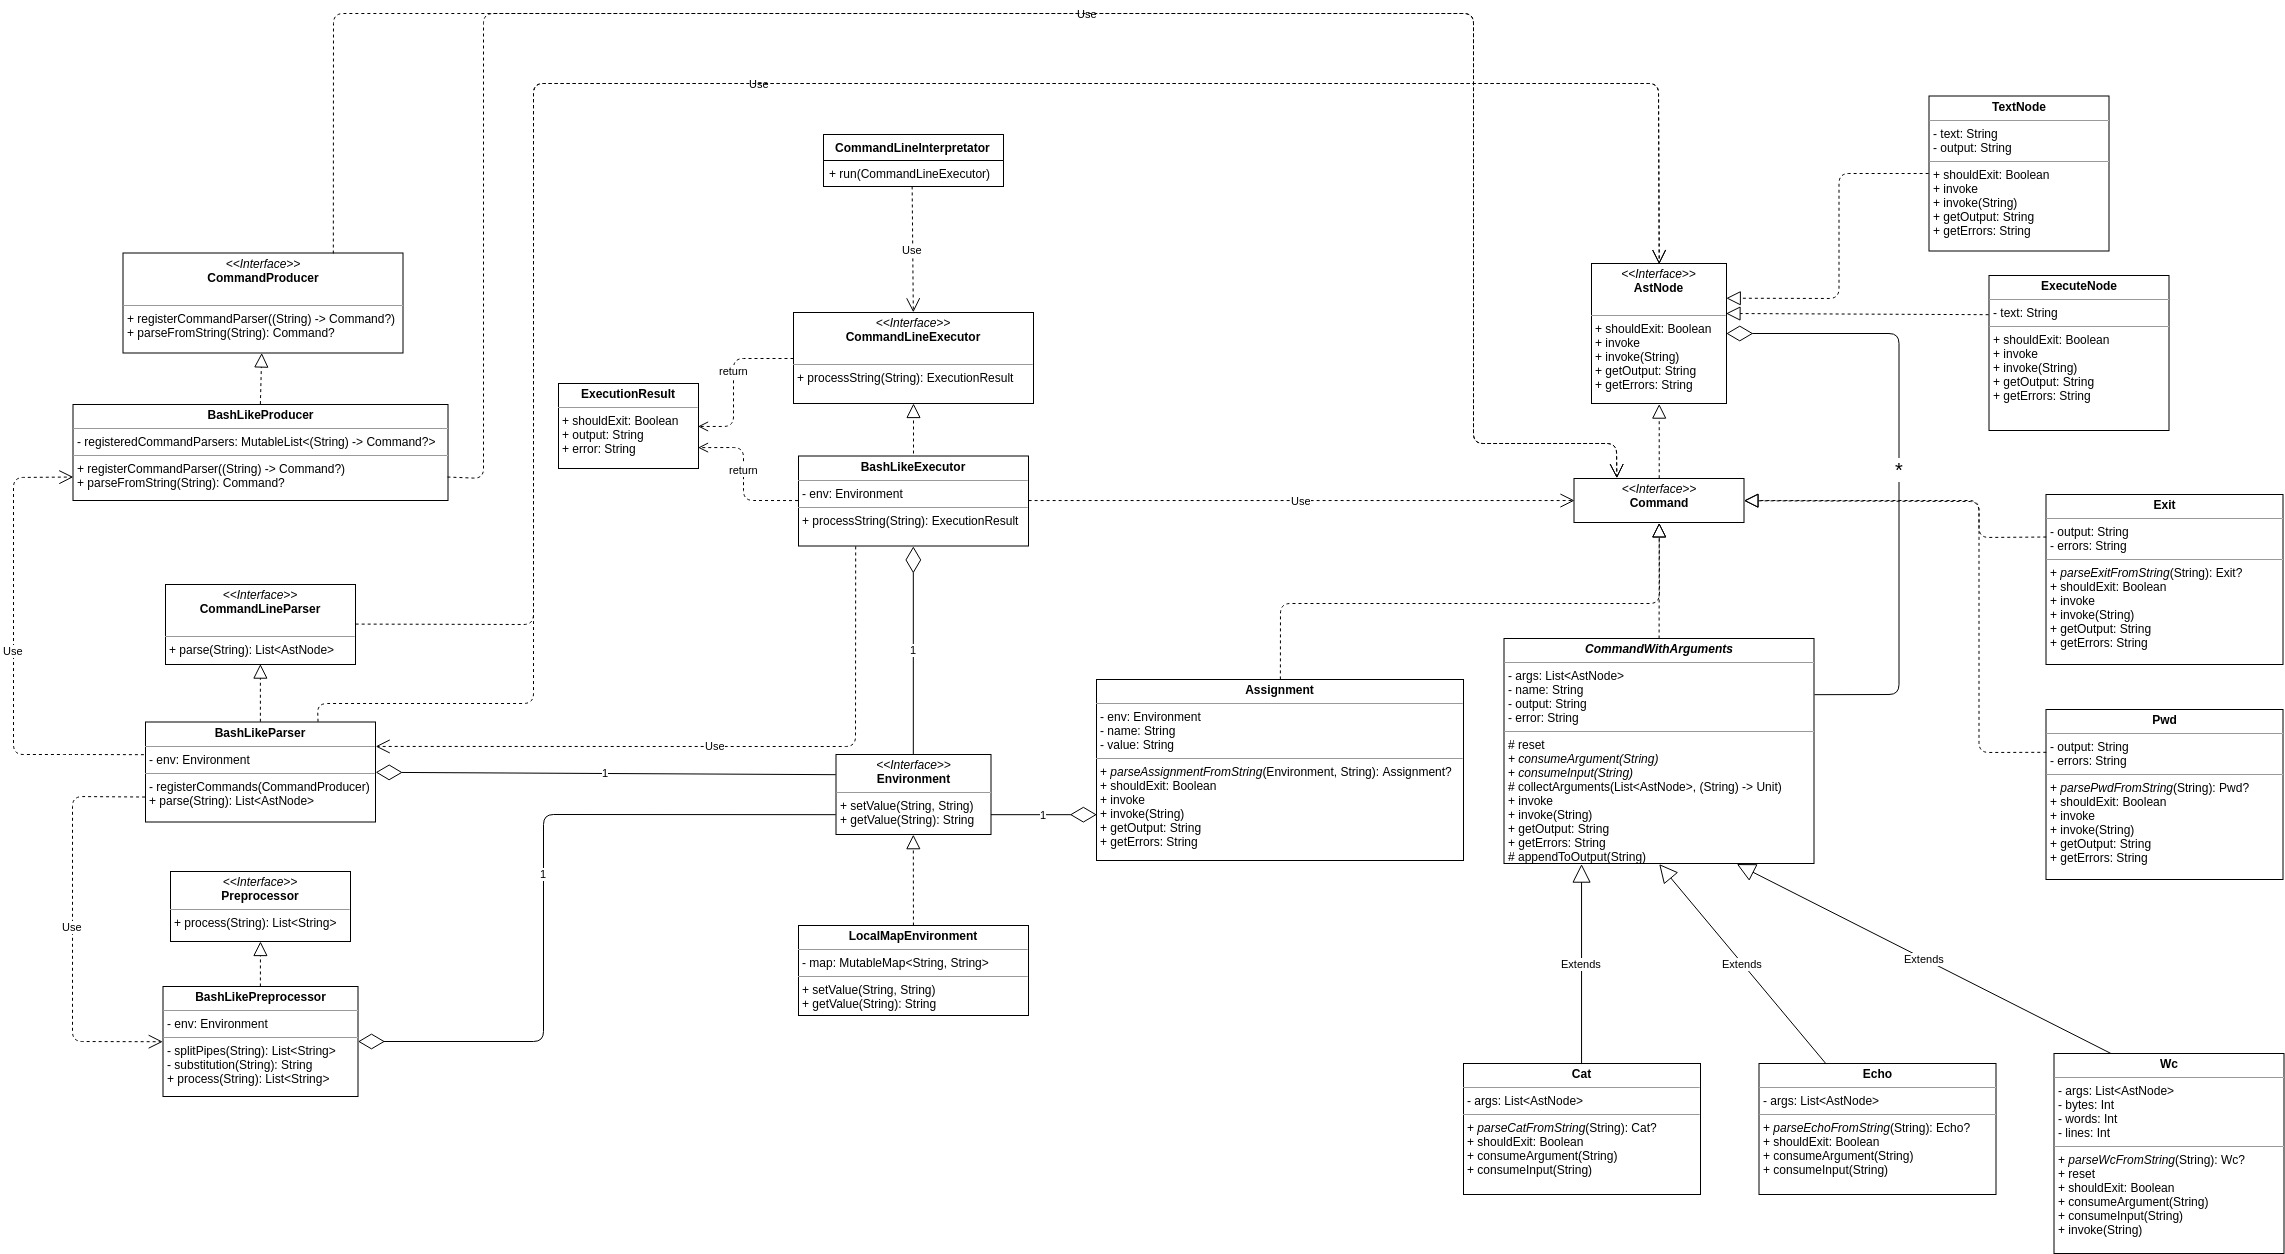 Use
Use
CommandLineInterpretator
+ run(CommandLineExecutor)
Use
<<Interface>>
CommandProducer
+ registerCommandParser((String) -> Command?)
+ parseFromString(String): Command?
BashLikeProducer
- registeredCommandParsers: MutableList<(String) -> Command?>
+ registerCommandParser((String) -> Command?)
+ parseFromString(String): Command?
<<Interface>>
CommandLineExecutor
+ processString(String): ExecutionResult
return
ExecutionResult
+ shouldExit: Boolean
+ output: String
+ error: String
return
BashLikeExecutor
- env: Environment
+ processString(String): ExecutionResult
Use
TextNode
- text: String
- output: String
+ shouldExit: Boolean
+ invoke
+ invoke(String)
+ getOutput: String
+ getErrors: String
<<Interface>>
AstNode
+ shouldExit: Boolean
+ invoke
+ invoke(String)
+ getOutput: String
+ getErrors: String
ExecuteNode
- text: String
+ shouldExit: Boolean
+ invoke
+ invoke(String)
+ getOutput: String
+ getErrors: String
*
<<Interface>>
Command
Exit
- output: String
- errors: String
+ parseExitFromString(String): Exit?
+ shouldExit: Boolean
+ invoke
+ invoke(String)
+ getOutput: String
+ getErrors: String
<<Interface>>
CommandLineParser
+ parse(String): List<AstNode>
Use
1
BashLikeParser
- env: Environment
- registerCommands(CommandProducer)
+ parse(String): List<AstNode>
Use
1
<<Interface>>
Environment
+ setValue(String, String)
+ getValue(String): String
1
Assignment
- env: Environment
- name: String
- value: String
+ parseAssignmentFromString(Environment, String): Assignment?
+ shouldExit: Boolean
+ invoke
+ invoke(String)
+ getOutput: String
+ getErrors: String
CommandWithArguments
- args: List<AstNode>
- name: String
- output: String
- error: String
# reset
+ consumeArgument(String)
+ consumeInput(String)
# collectArguments(List<AstNode>, (String) -> Unit)
+ invoke
+ invoke(String)
+ getOutput: String
+ getErrors: String
# appendToOutput(String)
Pwd
- output: String
- errors: String
+ parsePwdFromString(String): Pwd?
+ shouldExit: Boolean
+ invoke
+ invoke(String)
+ getOutput: String
+ getErrors: String
1
<<Interface>>
Preprocessor
+ process(String): List<String>
Use
BashLikePreprocessor
- env: Environment
- splitPipes(String): List<String>
- substitution(String): String
+ process(String): List<String>
LocalMapEnvironment
- map: MutableMap<String, String>
+ setValue(String, String)
+ getValue(String): String
Extends
Extends
Extends
Cat
- args: List<AstNode>
+ parseCatFromString(String): Cat?
+ shouldExit: Boolean
+ consumeArgument(String)
+ consumeInput(String)
Echo
- args: List<AstNode>
+ parseEchoFromString(String): Echo?
+ shouldExit: Boolean
+ consumeArgument(String)
+ consumeInput(String)
Wc
- args: List<AstNode>
- bytes: Int
- words: Int
- lines: Int
+ parseWcFromString(String): Wc?
+ reset
+ shouldExit: Boolean
+ consumeArgument(String)
+ consumeInput(String)
+ invoke(String)